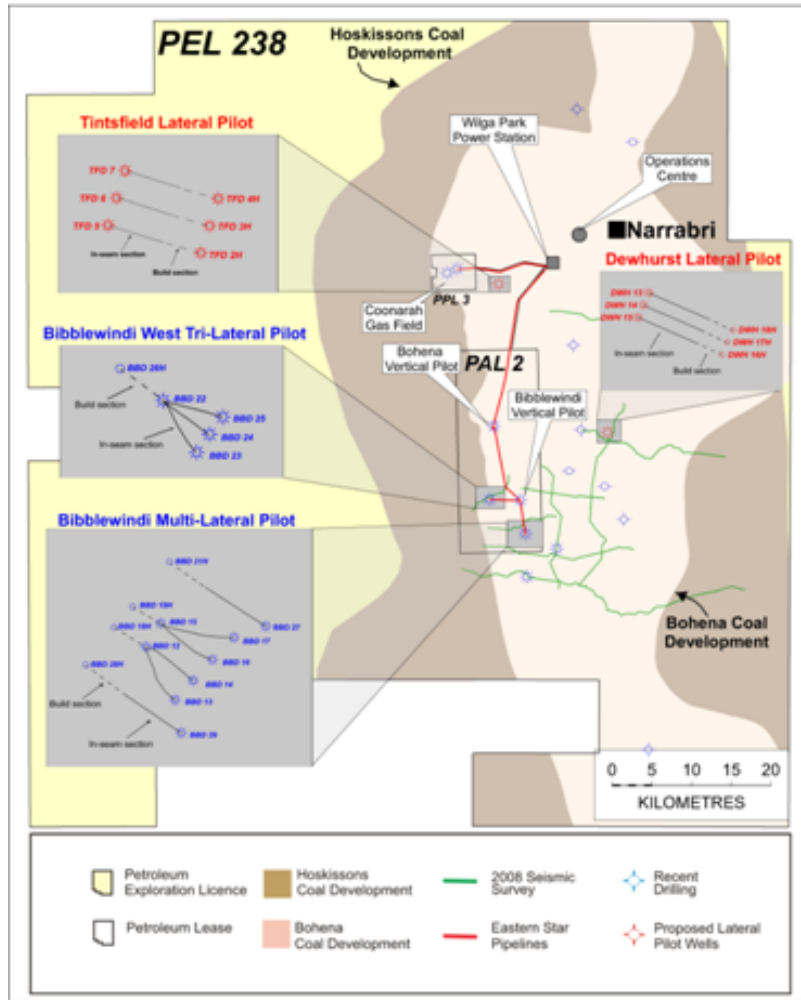 PEL 238
Hoskissons Coal
Development
Tintsfield Lateral Pilot
TFD 7
TFD 6
TFD 5
TFD 4H
TFD 3H
TFD 2H
In-seam section
Build section
Wilga Park
Power Station
Operations
Centre
Narrabri
Dewhurst Lateral Pilot
DWH 13
DWH 14
DWH 15
DWH 18H
DWH 17H
DWH 16H
In-seam section
Build section
PPL 3
Coonarah
Gas Field
Bohena
Vertical Pilot
PAL 2
Bibblewindi
Vertical Pilot
Bibblewindi West Tri-Lateral Pilot
BBD 26H
BBD 22
BBD 25
BBD 24
BBD 23
Build section
In-seam section
Bibblewindi Multi-Lateral Pilot
BBD 21H
BBD 19H
BBD 15
BBD 27
BBD 18H
BBD 17
BBD 12
BBD 16
BBD 20H
BBD 14
BBD 13
Build section
In-seam section
Bohena Coal
Development
0 5 10 15 20
KILOMETRES
Petroleum
Exploration Licence
Hoskissons
Coal Development
2008 Seismic
Survey
Recent
Drilling
Petroleum Lease
Bohena
Coal Development
Eastern Star
Pipelines
Proposed Lateral
Pilot Wells